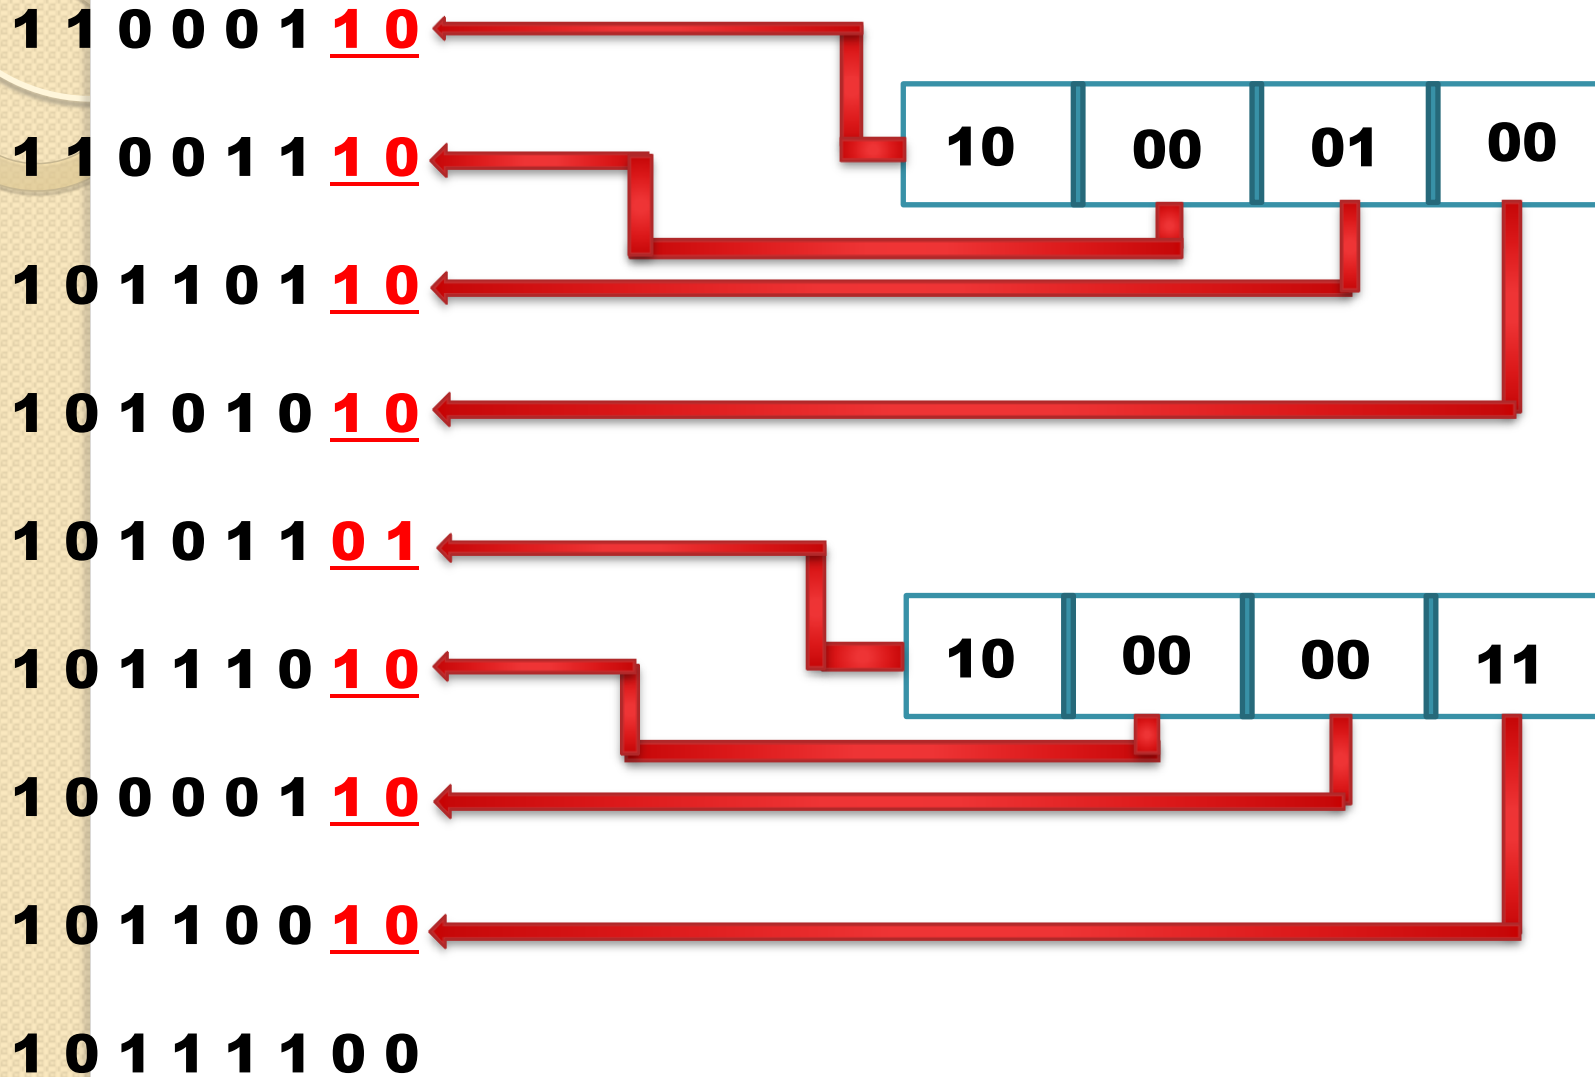 1 1 0 0 0 1 1 0
10 00 01 00
1 1 0 0 1 1 1 0
1 0 1 1 0 1 1 0
1 0 1 0 1 0 1 0
1 0 1 0 1 1 0 1
10 00 00 11
1 0 1 1 1 0 1 0
1 0 0 0 0 1 1 0
1 0 1 1 0 0 1 0
1 0 1 1 1 1 0 0